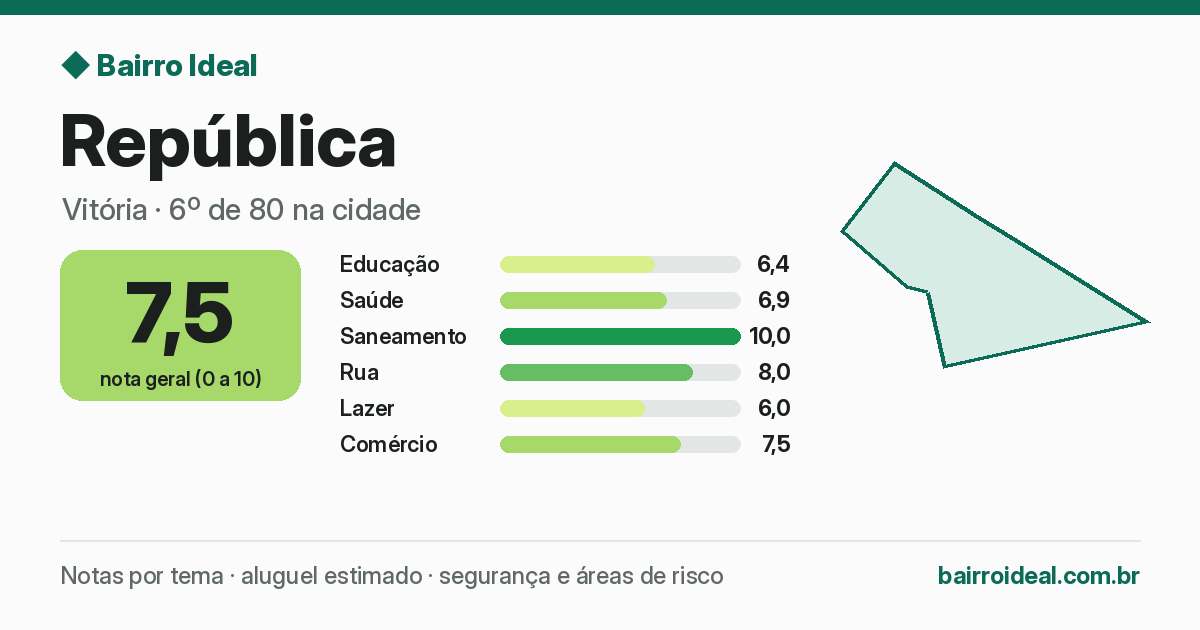 Bairro Ideal
República
Vitória · 6º de 80 na cidade
7,5
nota geral (0 a 10)
Educação 6,4
Saúde 6,9
Saneamento 10,0
Rua 8,0
Lazer 6,0
Comércio 7,5
Notas por tema · aluguel estimado · segurança e áreas de risco
bairroideal.com.br